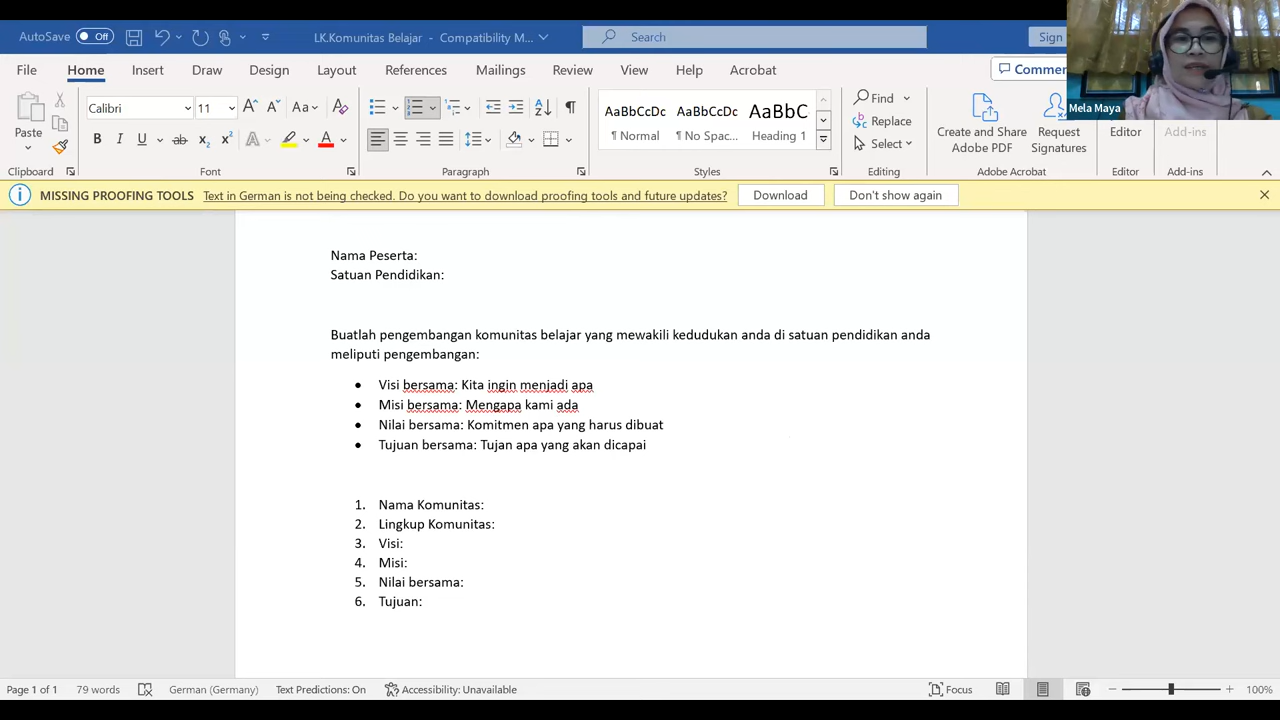 AutoSave Off LK.Komunitas Belajar - Compatibility M... Search Sign
File Home Insert Draw Design Layout References Mailings Review View Help Acrobat Commen
Mela Maya
Paste Calibri 11 Aa AaBbCcDc AaBbCcDc AaBbC Find Replace Select
¶ Normal ¶ No Spac... Heading 1
Create and Share Adobe PDF Request Signatures Editor Add-ins
Clipboard Font Paragraph Styles Editing Adobe Acrobat Editor Add-ins
MISSING PROOFING TOOLS Text in German is not being checked. Do you want to download proofing tools and future updates? Download Don't show again
Nama Peserta:
Satuan Pendidikan:
Buatlah pengembangan komunitas belajar yang mewakili kedudukan anda di satuan pendidikan anda
meliputi pengembangan:
• Visi bersama: Kita ingin menjadi apa
• Misi bersama: Mengapa kami ada
• Nilai bersama: Komitmen apa yang harus dibuat
• Tujuan bersama: Tujan apa yang akan dicapai
1. Nama Komunitas:
2. Lingkup Komunitas:
3. Visi:
4. Misi:
5. Nilai bersama:
6. Tujuan:
Page 1 of 1 79 words German (Germany) Text Predictions: On Accessibility: Unavailable Focus 100%